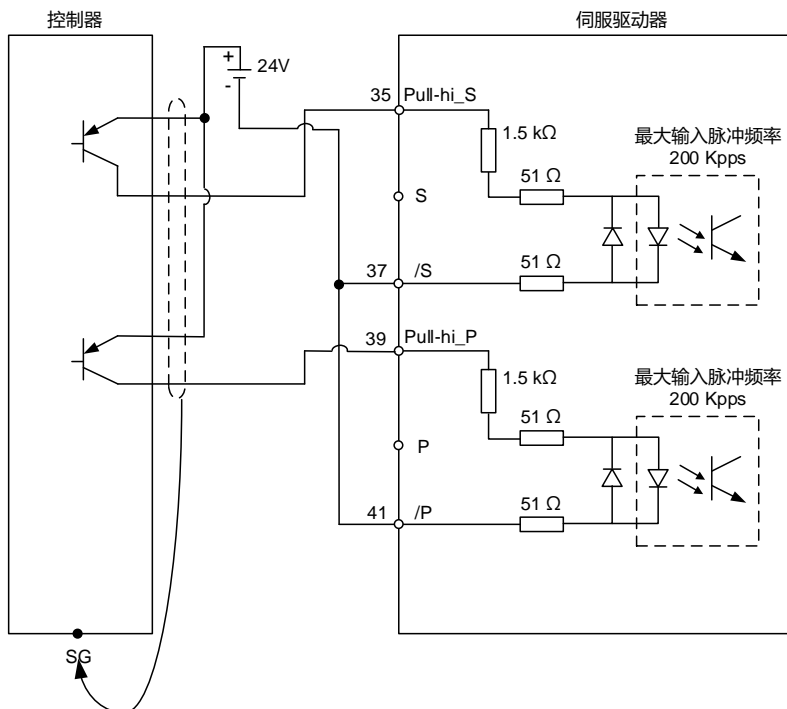 控制器
伺服驱动器
+
24V
-
35
Pull-hi_S
1.5 kΩ
最大输入脉冲频率
200 Kpps
51 Ω
S
37
/S
51 Ω
39
Pull-hi_P
1.5 kΩ
最大输入脉冲频率
200 Kpps
51 Ω
P
41
/P
51 Ω
SG